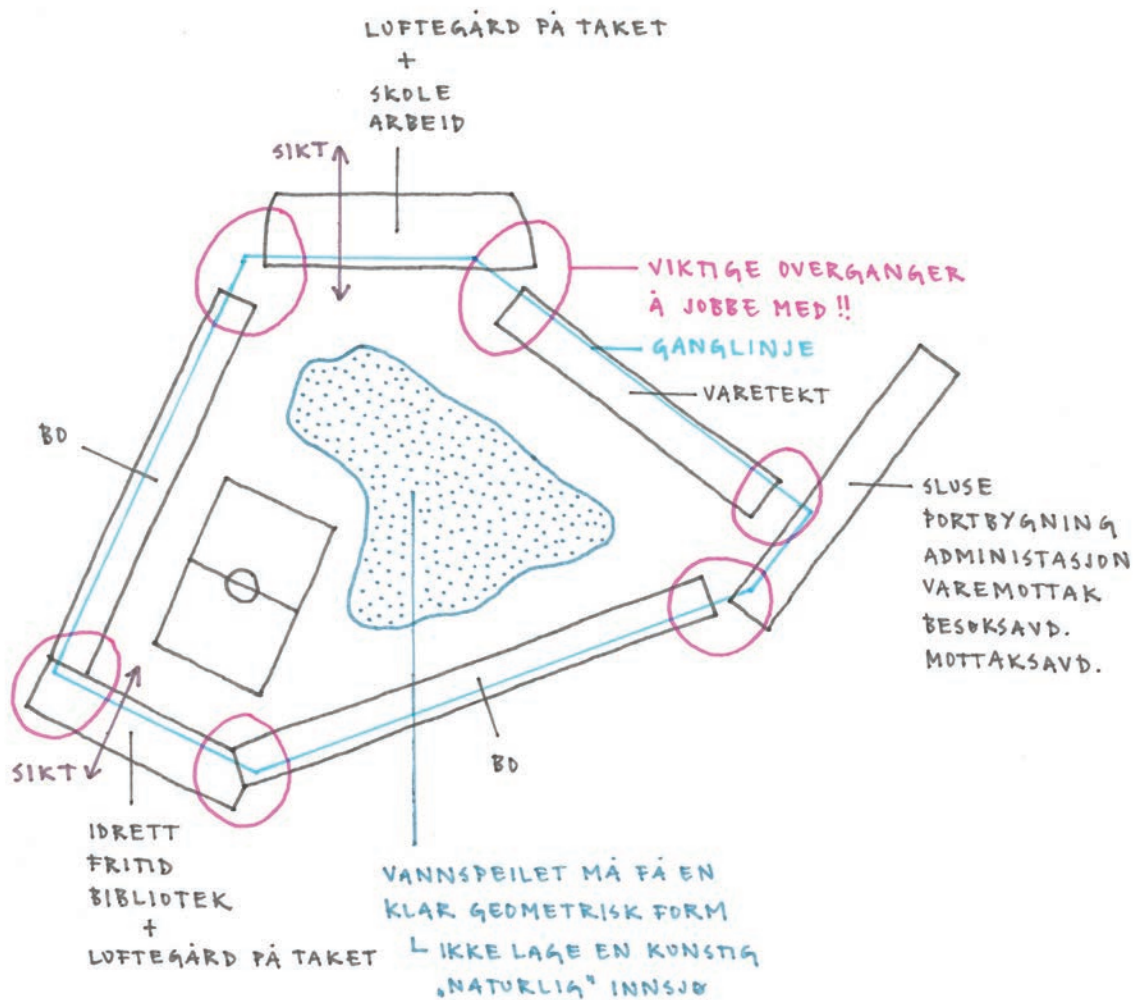 LUFTEGÅRD PÅ TAKET
+
SKOLE
ARBEID
SIKT
VIKTIGE OVERGANGER
Å JOBBE MED!!
GANGLINJE
VARETEKT
BO
SLUSE
PORTBYGNING
ADMINISTASJON
VAREMOTTAK
BESØKSAVD.
MOTTAKSAVD.
BO
SIKT
IDRETT
FRITID
BIBLIOTEK
+
LUFTEGÅRD PÅ TAKET
VANNSPEILET MÅ FÅ EN
KLAR GEOMETRISK FORM
IKKE LAGE EN KUNSTIG
„NATURLIG" INNSJØ